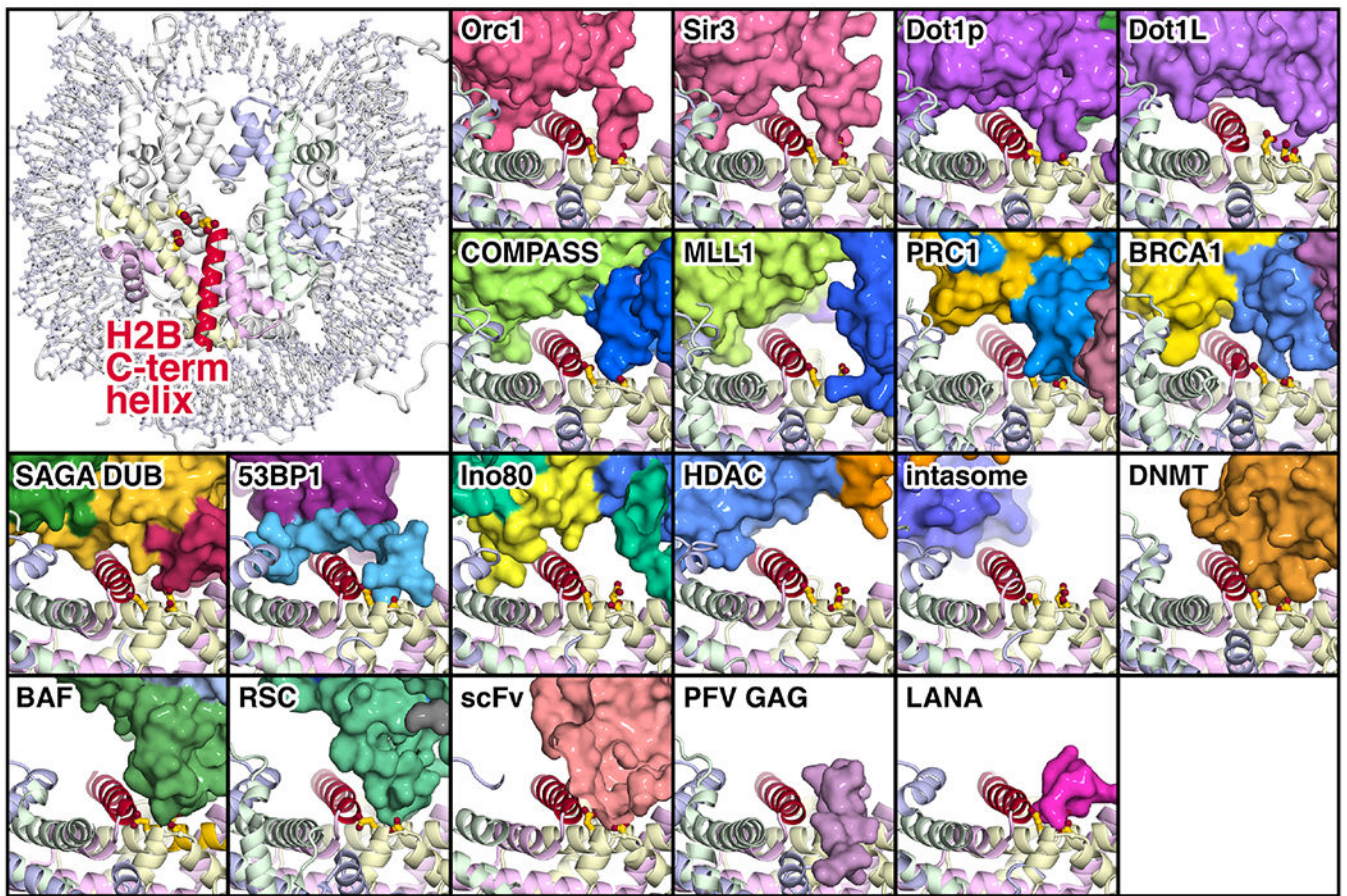 Orc1
Sir3
Dot1p
Dot1L
H2B
C-term
helix
COMPASS
MLL1
PRC1
BRCA1
SAGA DUB
53BP1
Ino80
HDAC
intasome
DNMT
BAF
RSC
scFv
PFV GAG
LANA